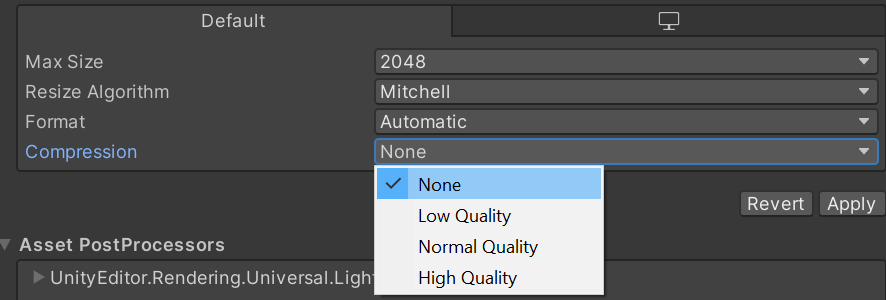 Default
Max Size 2048
Resize Algorithm Mitchell
Format Automatic
Compression None
None
Low Quality
Normal Quality
High Quality
Revert Apply
Asset PostProcessors
UnityEditor.Rendering.Universal.Light